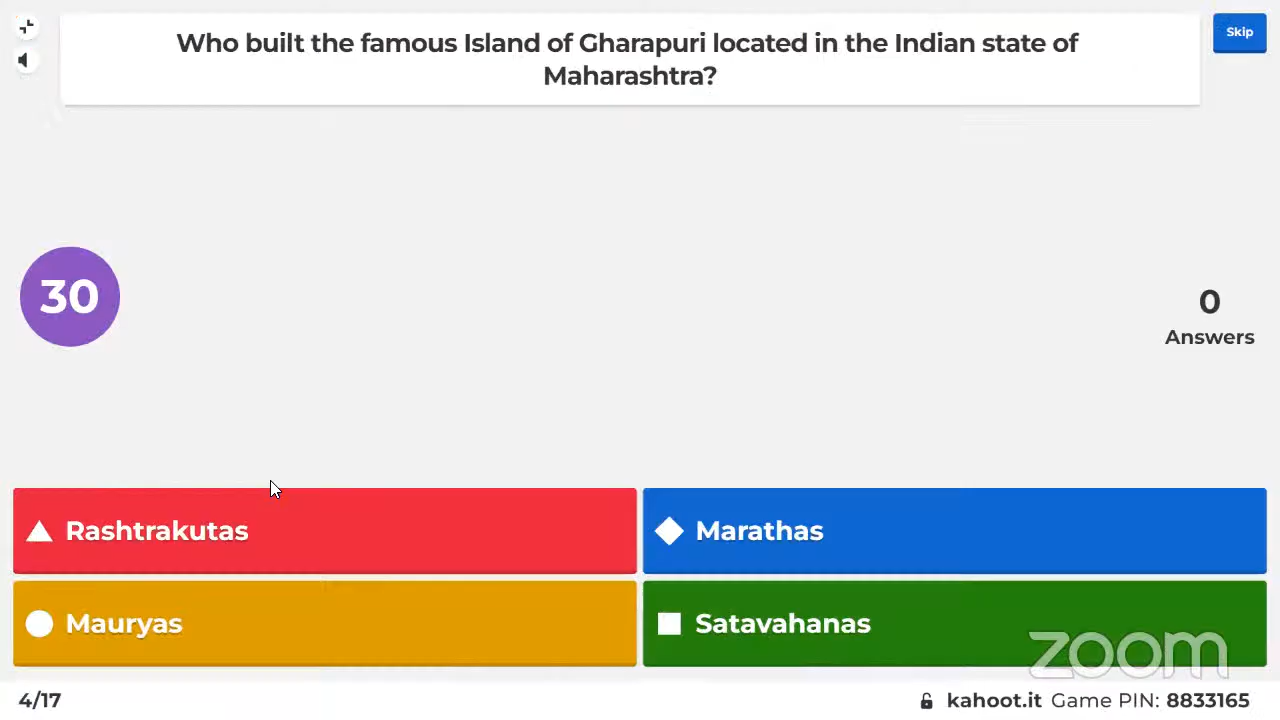 Who built the famous Island of Gharapuri located in the Indian state of
Maharashtra?
Skip
30
0
Answers
Rashtrakutas
Marathas
Mauryas
Satavahanas
zoom
4/17
kahoot.it Game PIN: 8833165